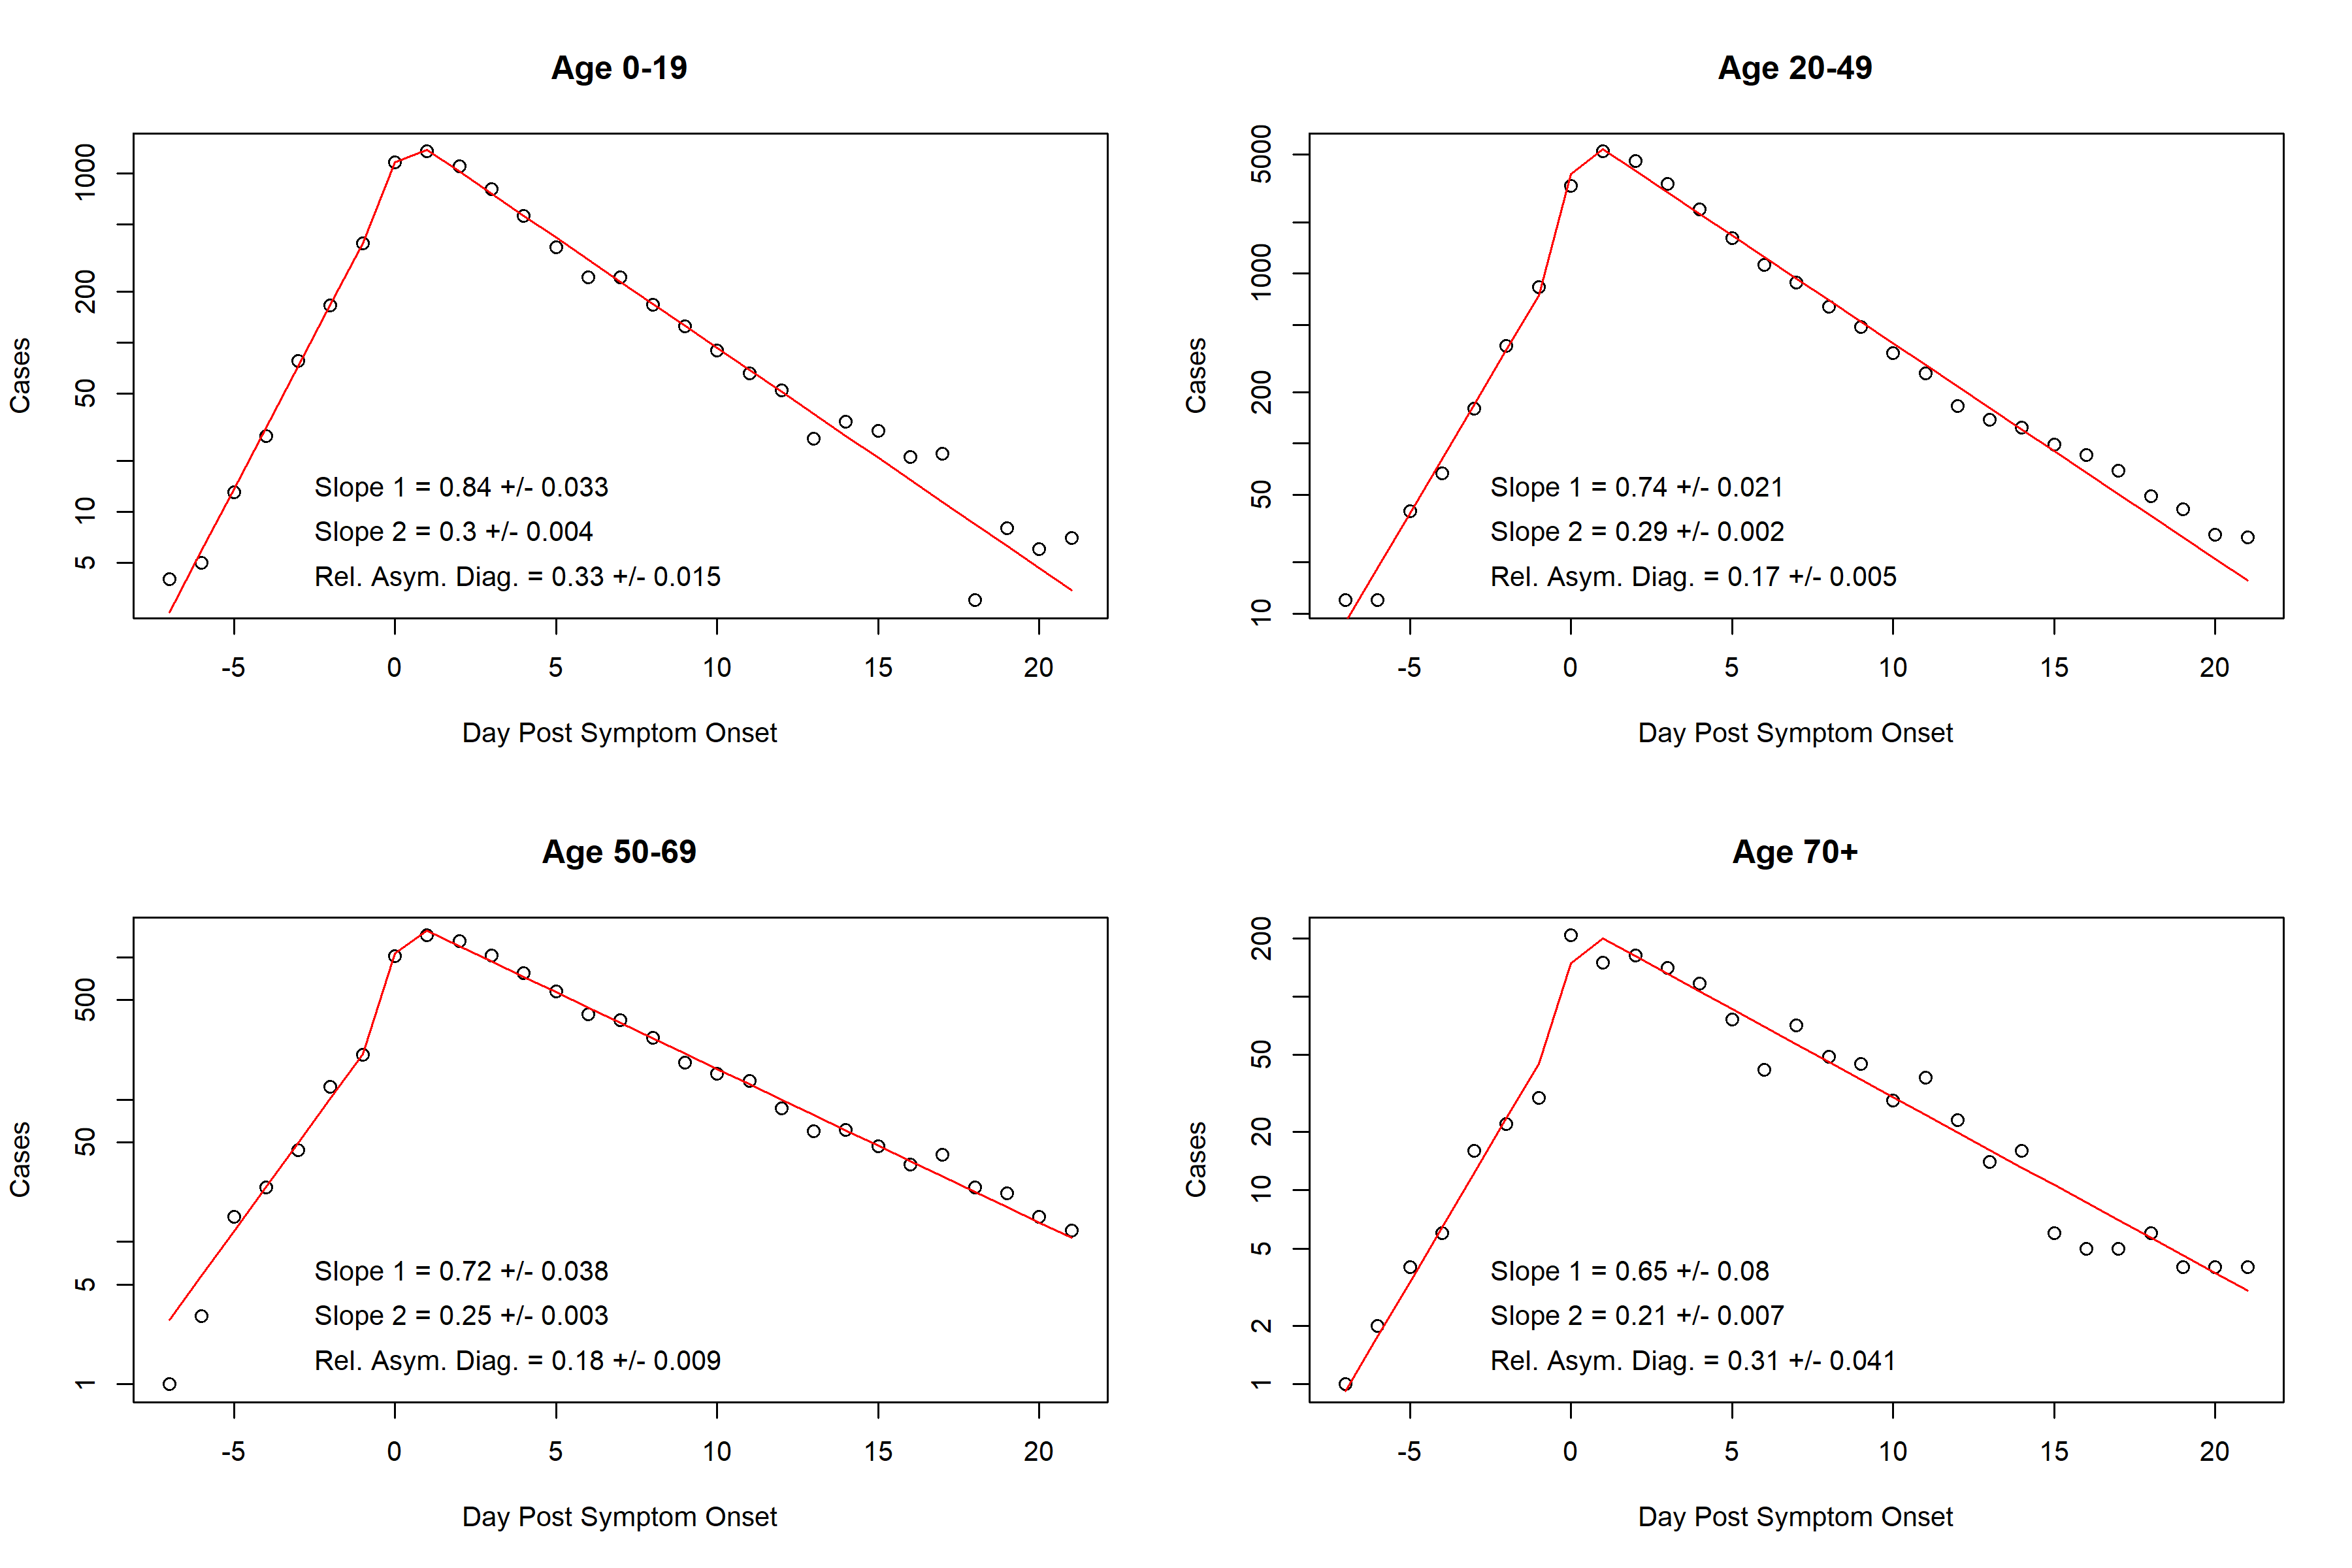 Age 0-19
Cases
1000
200
50
10
5
Slope 1 = 0.84 +/- 0.033
Slope 2 = 0.3 +/- 0.004
Rel. Asym. Diag. = 0.33 +/- 0.015
-5 0 5 10 15 20
Day Post Symptom Onset
Age 20-49
Cases
5000
1000
200
50
10
Slope 1 = 0.74 +/- 0.021
Slope 2 = 0.29 +/- 0.002
Rel. Asym. Diag. = 0.17 +/- 0.005
-5 0 5 10 15 20
Day Post Symptom Onset
Age 50-69
Cases
500
50
5
1
Slope 1 = 0.72 +/- 0.038
Slope 2 = 0.25 +/- 0.003
Rel. Asym. Diag. = 0.18 +/- 0.009
-5 0 5 10 15 20
Day Post Symptom Onset
Age 70+
Cases
200
50
20
10
5
2
1
Slope 1 = 0.65 +/- 0.08
Slope 2 = 0.21 +/- 0.007
Rel. Asym. Diag. = 0.31 +/- 0.041
-5 0 5 10 15 20
Day Post Symptom Onset